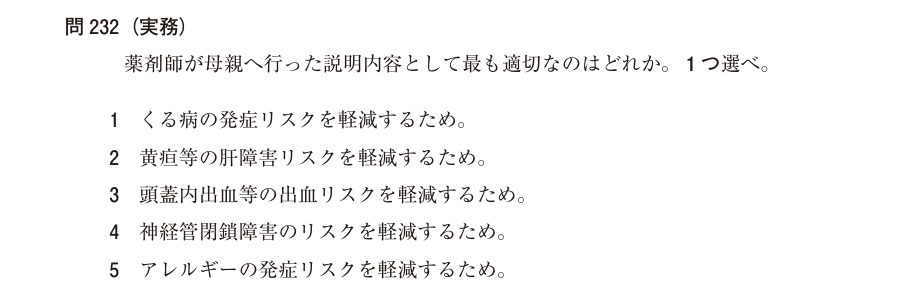 問 232（実務）
薬剤師が母親へ行った説明内容として最も適切なのはどれか。1つ選べ。
1 くる病の発症リスクを軽減するため。
2 黄疸等の肝障害リスクを軽減するため。
3 頭蓋内出血等の出血リスクを軽減するため。
4 神経管閉鎖障害のリスクを軽減するため。
5 アレルギーの発症リスクを軽減するため。